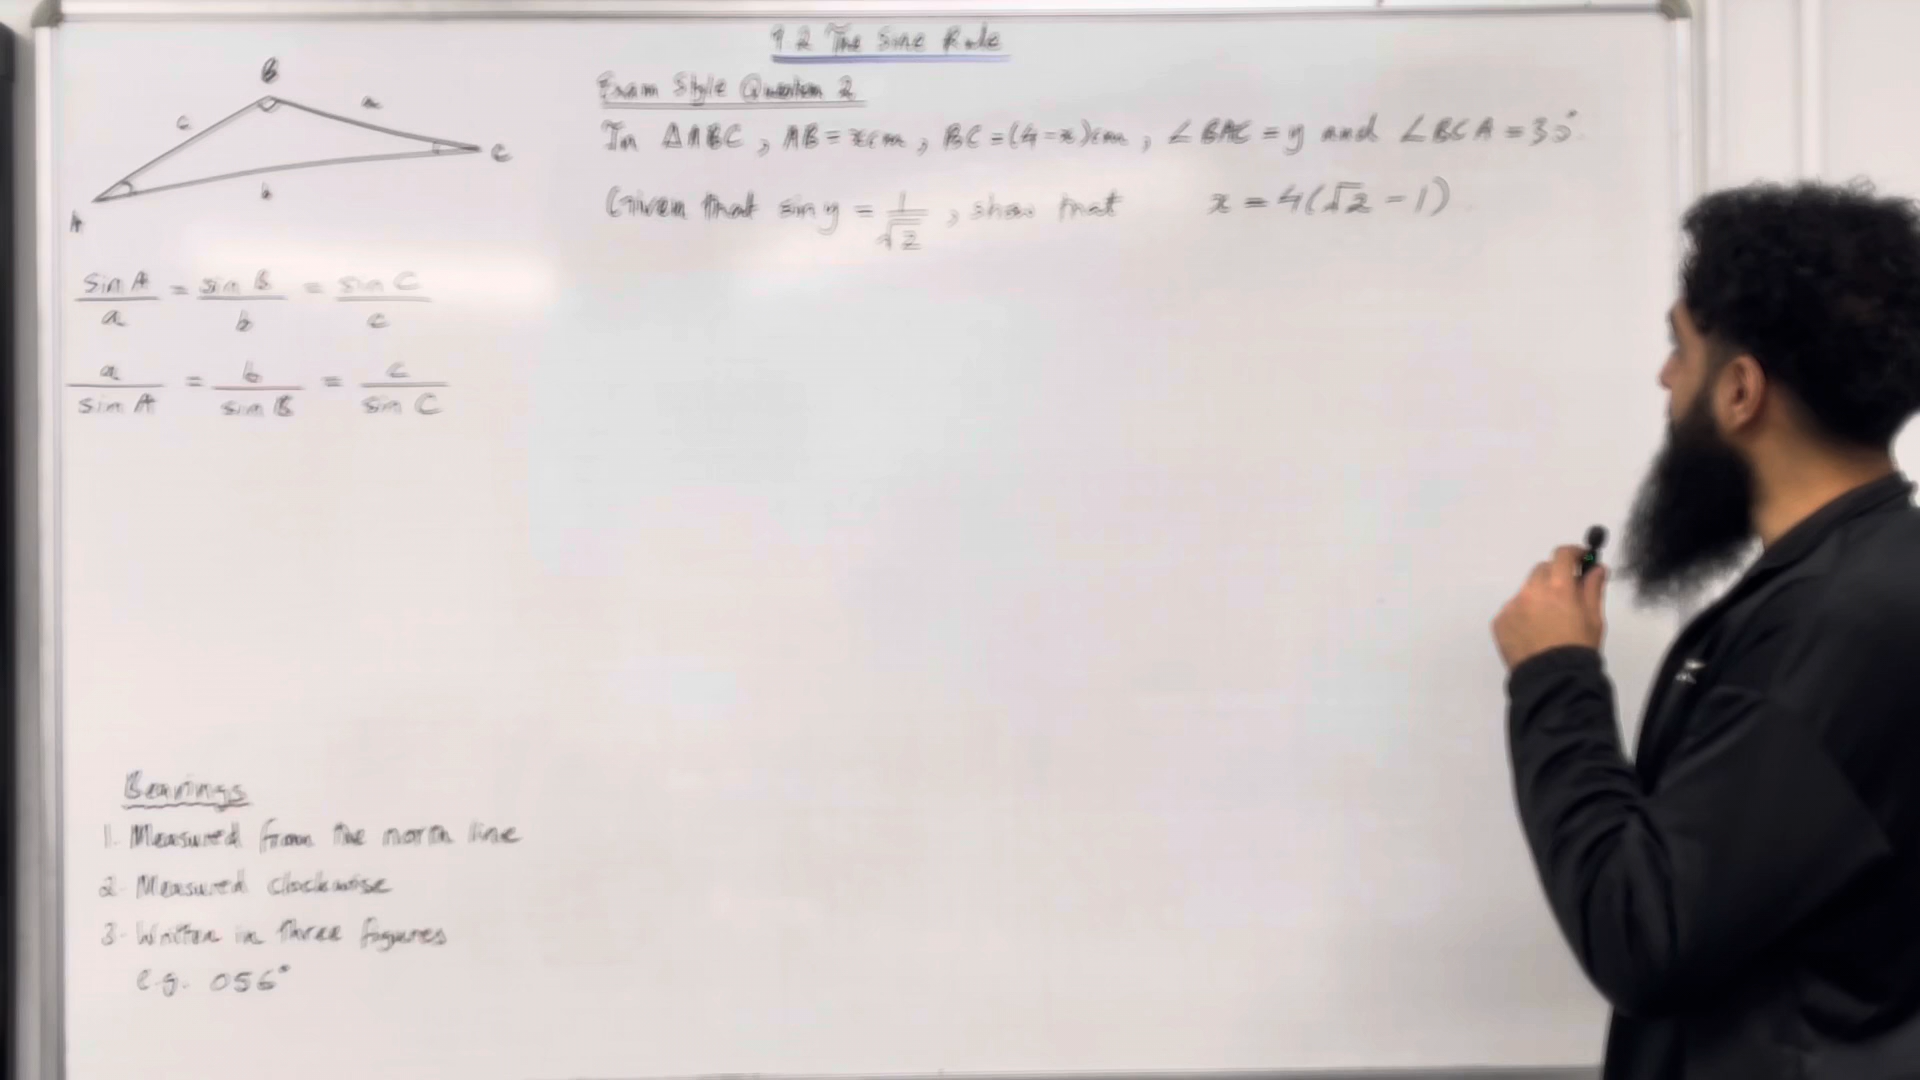 9.2 The Sine Rule
Exam Style Question 2
In ΔABC, AB = x cm, BC = (4-x) cm, ∠BAC = y and ∠BCA = 30°.
Given that sin y = 1/√2, show that x = 4(√2 - 1).
B
c
a
C
b
A
sin A/a = sin B/b = sin C/c
a/sin A = b/sin B = c/sin C
Bearings
1. Measured from the north line
2. Measured clockwise
3. Written in three figures
e.g. 056°